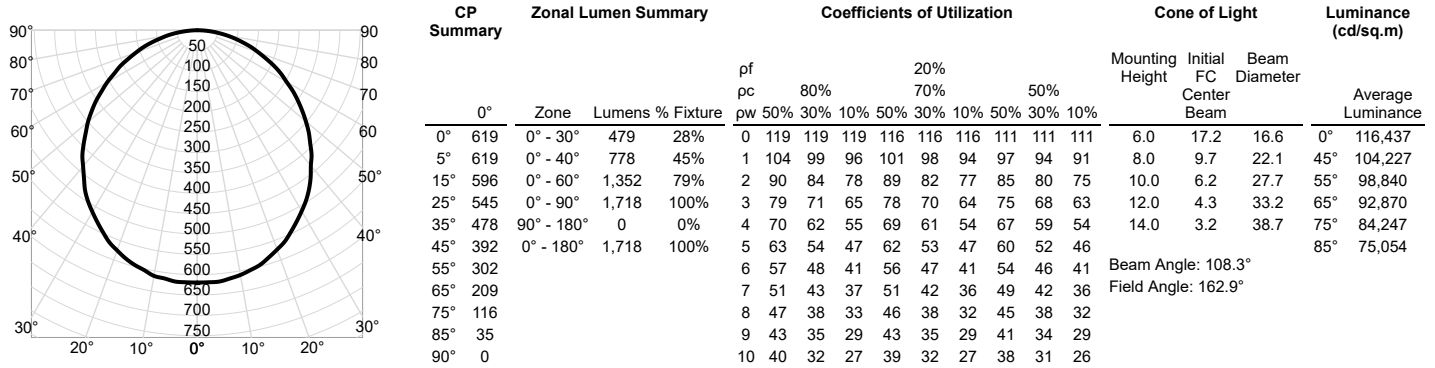 90° 90
80° 80
70° 70
60° 60
50° 50°
40° 40°
30° 30°
20° 10° 0° 10° 20°
50
100
150
200
250
300
350
400
450
500
550
600
650
700
750
CP Summary
0°
0° 619
5° 619
15° 596
25° 545
35° 478
45° 392
55° 302
65° 209
75° 116
85° 35
90° 0
Zonal Lumen Summary
Zone Lumens % Fixture
0° - 30° 479 28%
0° - 40° 778 45%
0° - 60° 1,352 79%
0° - 90° 1,718 100%
90° - 180° 0 0%
0° - 180° 1,718 100%
Coefficients of Utilization
ρf 20%
ρc 80% 70% 50%
ρw 50% 30% 10% 50% 30% 10% 50% 30% 10%
0 119 119 119 116 116 116 111 111 111
1 104 99 96 101 98 94 97 94 91
2 90 84 78 89 82 77 85 80 75
3 79 71 65 78 70 64 75 68 63
4 70 62 55 69 61 54 67 59 54
5 63 54 47 62 53 47 60 52 46
6 57 48 41 56 47 41 54 46 41
7 51 43 37 51 42 36 49 42 36
8 47 38 33 46 38 32 45 38 32
9 43 35 29 43 35 29 41 34 29
10 40 32 27 39 32 27 38 31 26
Cone of Light
Mounting Height Initial FC Center Beam Beam Diameter
6.0 17.2 16.6
8.0 9.7 22.1
10.0 6.2 27.7
12.0 4.3 33.2
14.0 3.2 38.7
Beam Angle: 108.3°
Field Angle: 162.9°
Luminance
(cd/sq.m)
Average
Luminance
0° 116,437
45° 104,227
55° 98,840
65° 92,870
75° 84,247
85° 75,054